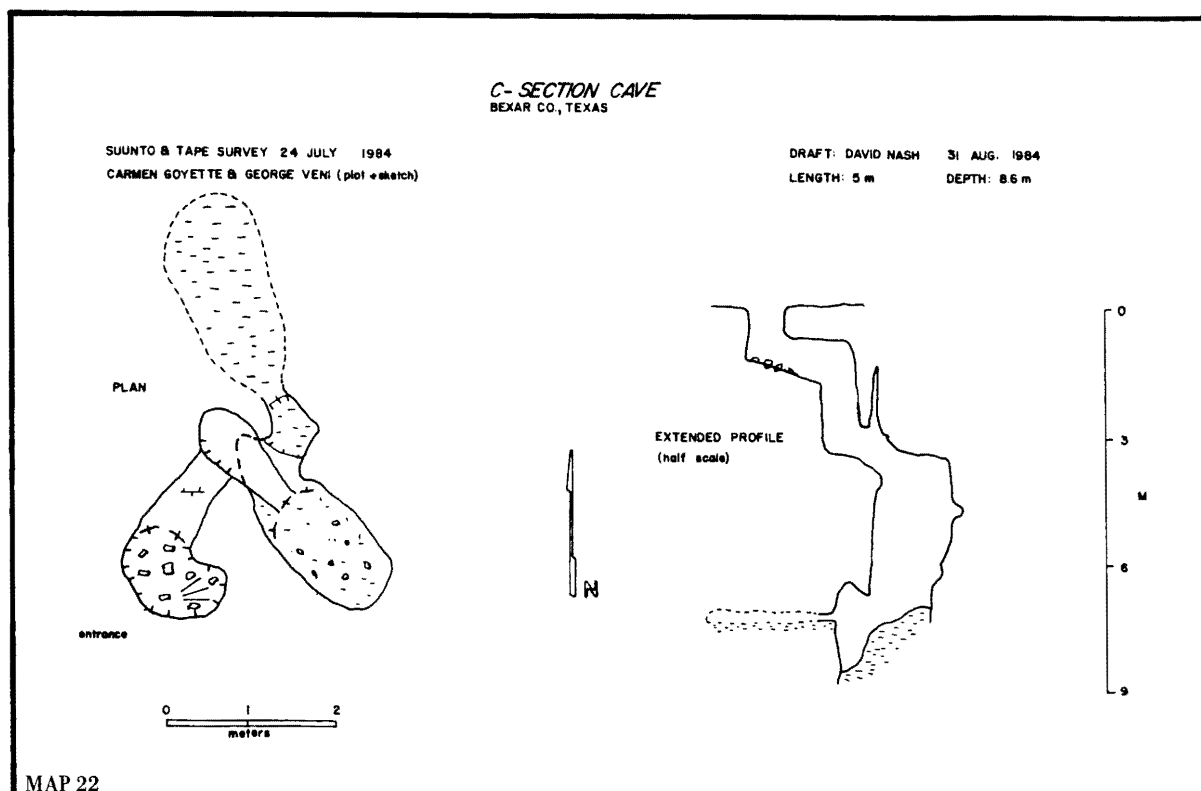 C-SECTION CAVE
BEXAR CO., TEXAS
SUUNTO & TAPE SURVEY 24 JULY 1984
CARMEN GOYETTE & GEORGE VENI (plot & sketch)
DRAFT: DAVID NASH 31 AUG. 1984
LENGTH: 5 m DEPTH: 8.6 m
PLAN
entrance
0 1 2
meters
N
EXTENDED PROFILE
(half scale)
0
3
M
6
9
MAP 22